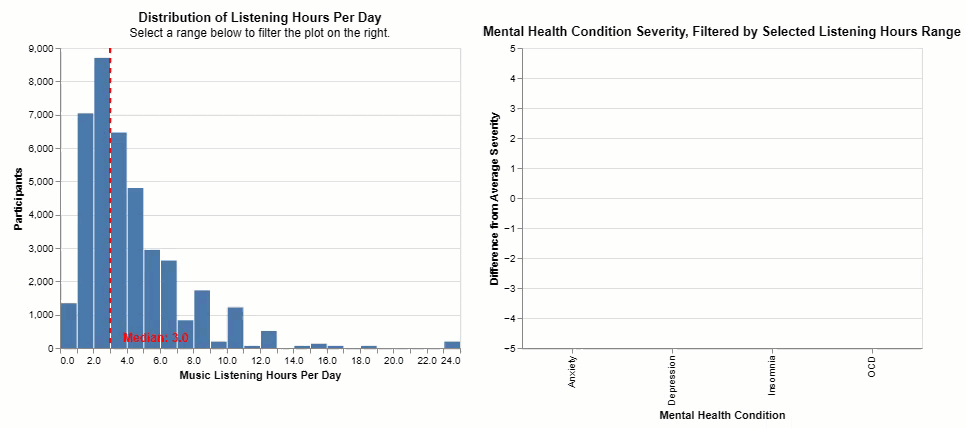 Distribution of Listening Hours Per Day
Select a range below to filter the plot on the right.
9,000
8,000
7,000
6,000
5,000
4,000
3,000
2,000
1,000
0
Participants
Median: 3.0
0.0 2.0 4.0 6.0 8.0 10.0 12.0 14.0 16.0 18.0 20.0 22.0 24.0
Music Listening Hours Per Day
Mental Health Condition Severity, Filtered by Selected Listening Hours Range
5
4
3
2
1
0
−1
−2
−3
−4
−5
Difference from Average Severity
Anxiety
Depression
Insomnia
OCD
Mental Health Condition